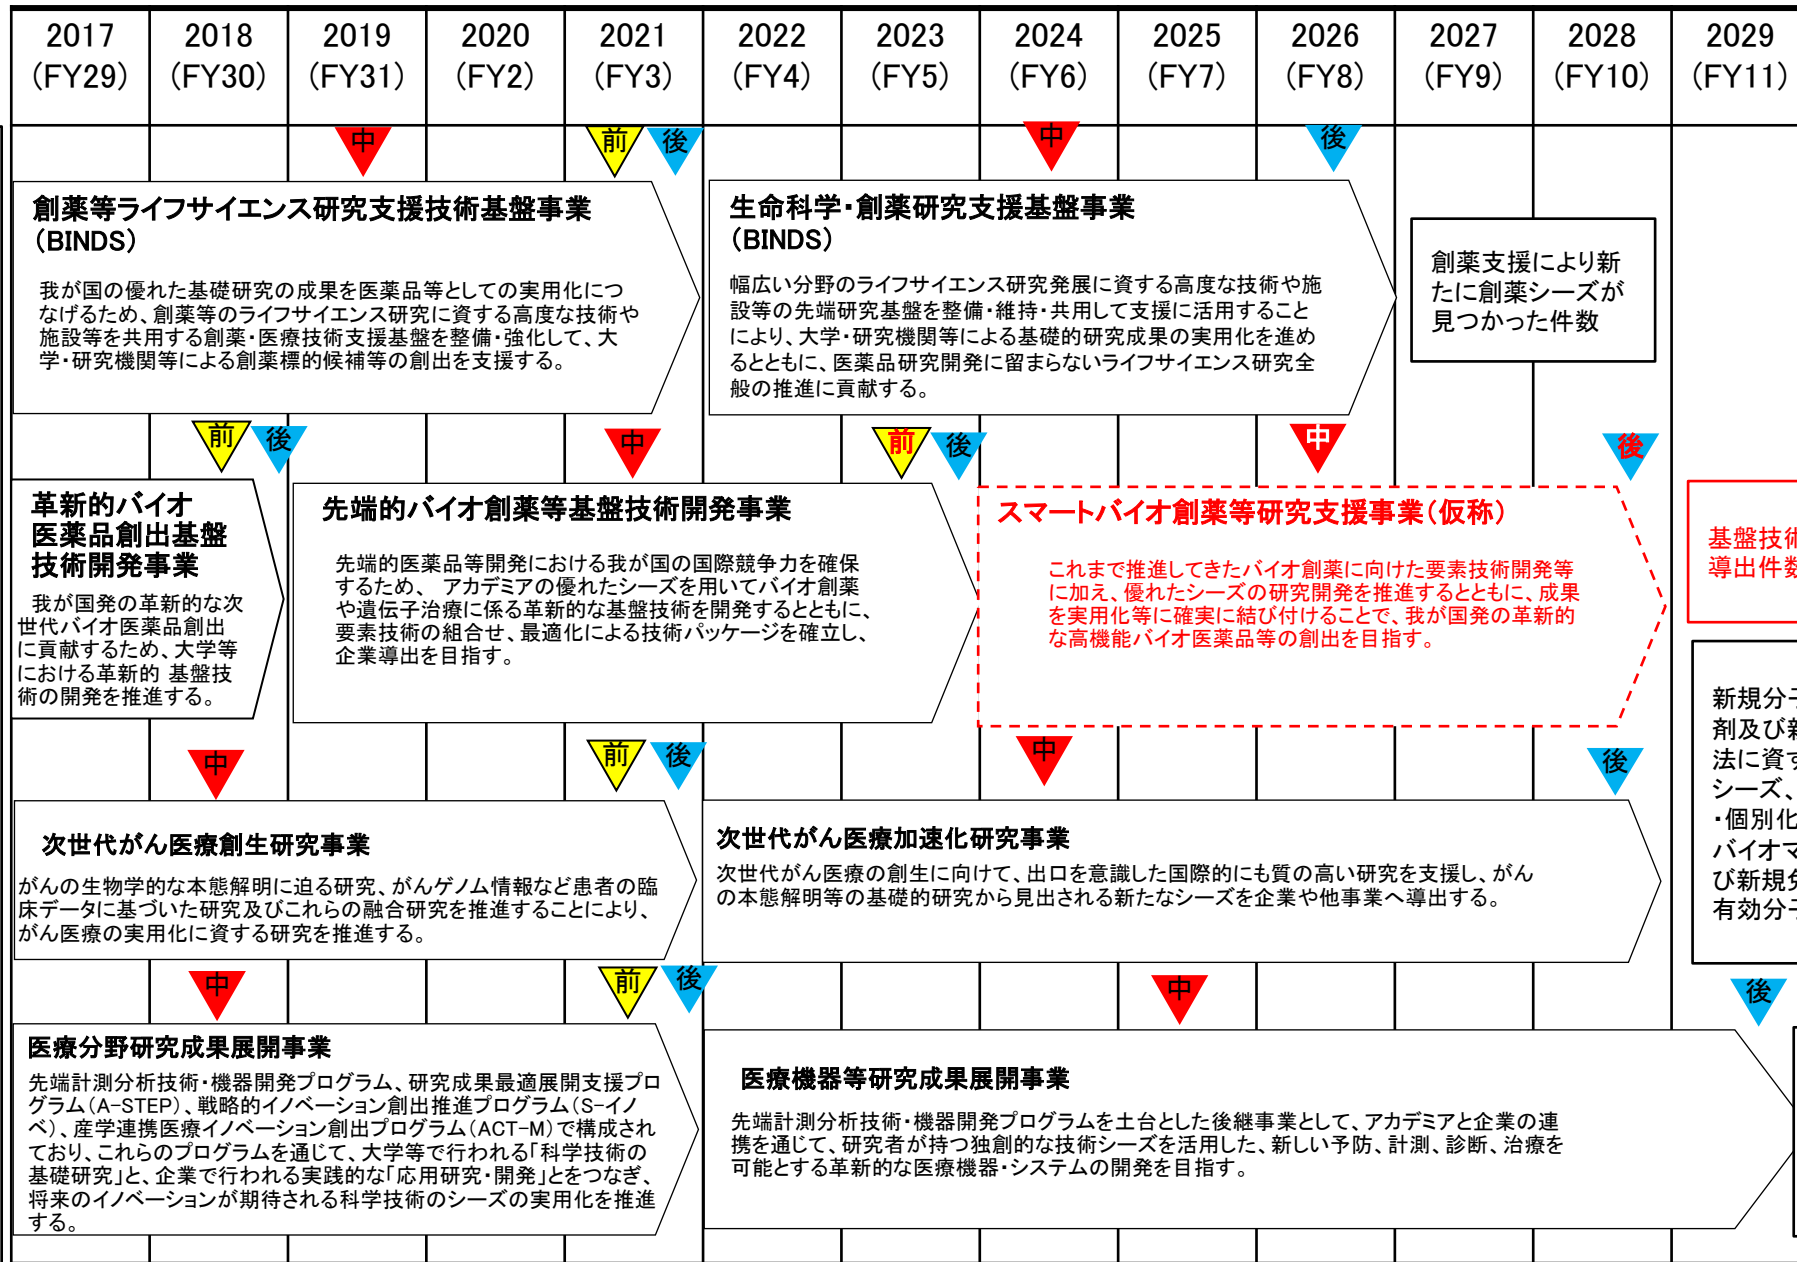 2017 2018 2019 2020 2021 2022 2023 2024 2025 2026 2027 2028 2029
(FY29) (FY30) (FY31) (FY2) (FY3) (FY4) (FY5) (FY6) (FY7) (FY8) (FY9) (FY10) (FY11)
中 前 後 中 後
創薬等ライフサイエンス研究支援技術基盤事業
(BINDS)
我が国の優れた基礎研究の成果を医薬品等としての実用化につ
なげるため、創薬等のライフサイエンス研究に資する高度な技術や
施設等を共用する創薬・医療技術支援基盤を整備・強化して、大
学・研究機関等による創薬標的候補等の創出を支援する。
生命科学・創薬研究支援基盤事業
(BINDS)
幅広い分野のライフサイエンス研究発展に資する高度な技術や施
設等の先端研究基盤を整備・維持・共用して支援に活用すること
により、大学・研究機関等による基礎的研究成果の実用化を進め
るとともに、医薬品研究開発に留まらないライフサイエンス研究全
般の推進に貢献する。
創薬支援により新
たに創薬シーズが
見つかった件数
前 後 中 前 後 中 後
革新的バイオ
医薬品創出基盤
技術開発事業
我が国発の革新的な次
世代バイオ医薬品創出
に貢献するため、大学等
における革新的 基盤技
術の開発を推進する。
先端的バイオ創薬等基盤技術開発事業
先端的医薬品等開発における我が国の国際競争力を確保
するため、 アカデミアの優れたシーズを用いてバイオ創薬
や遺伝子治療に係る革新的な基盤技術を開発するとともに、
要素技術の組合せ、最適化による技術パッケージを確立し、
企業導出を目指す。
スマートバイオ創薬等研究支援事業(仮称)
これまで推進してきたバイオ創薬に向けた要素技術開発等
に加え、優れたシーズの研究開発を推進するとともに、成果
を実用化等に確実に結び付けることで、我が国発の革新的
な高機能バイオ医薬品等の創出を目指す。
基盤技術
導出件数
中 前 後 中 後
次世代がん医療創生研究事業
がんの生物学的な本態解明に迫る研究、がんゲノム情報など患者の臨
床データに基づいた研究及びこれらの融合研究を推進することにより、
がん医療の実用化に資する研究を推進する。
次世代がん医療加速化研究事業
次世代がん医療の創生に向けて、出口を意識した国際的にも質の高い研究を支援し、がん
の本態解明等の基礎的研究から見出される新たなシーズを企業や他事業へ導出する。
新規分子
剤及び新
法に資す
シーズ、
・個別化
バイオマ
び新規免
有効分子
中 前 後 中 後
医療分野研究成果展開事業
先端計測分析技術・機器開発プログラム、研究成果最適展開支援プロ
グラム(A-STEP)、戦略的イノベーション創出推進プログラム(S-イノ
ベ)、産学連携医療イノベーション創出プログラム(ACT-M)で構成され
ており、これらのプログラムを通じて、大学等で行われる「科学技術の
基礎研究」と、企業で行われる実践的な「応用研究・開発」とをつなぎ、
将来のイノベーションが期待される科学技術のシーズの実用化を推進
する。
医療機器等研究成果展開事業
先端計測分析技術・機器開発プログラムを土台とした後継事業として、アカデミアと企業の連
携を通じて、研究者が持つ独創的な技術シーズを活用した、新しい予防、計測、診断、治療を
可能とする革新的な医療機器・システムの開発を目指す。